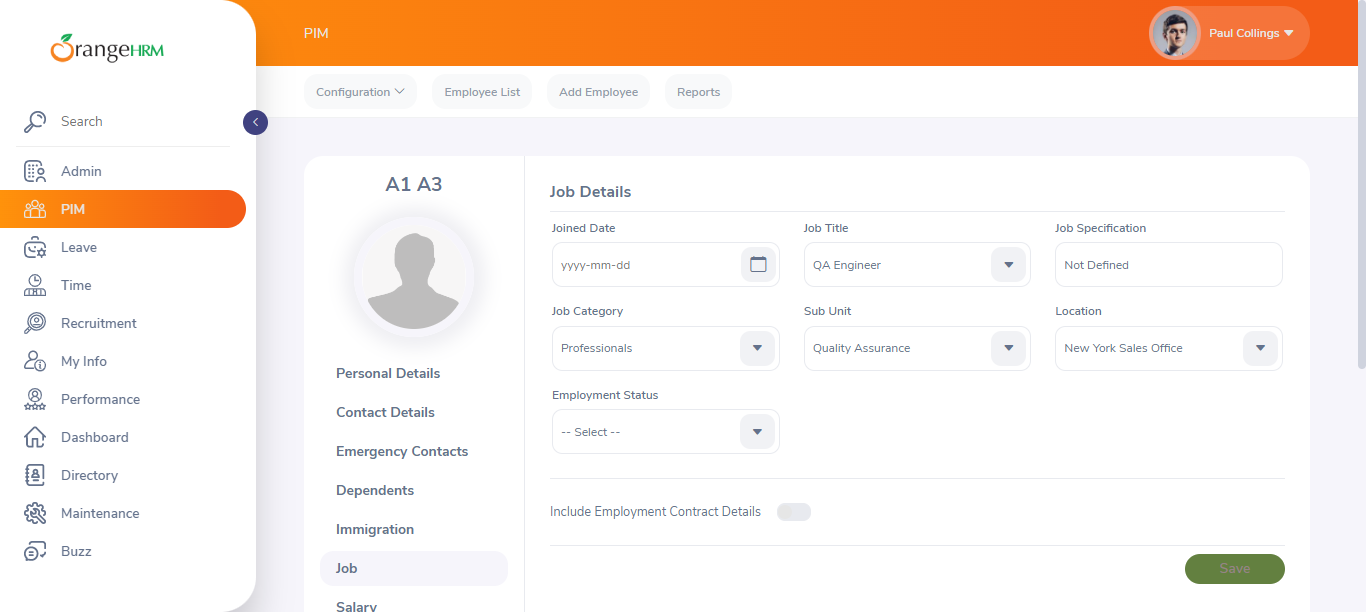 OrangeHRM
Search
Admin
PIM
Leave
Time
Recruitment
My Info
Performance
Dashboard
Directory
Maintenance
Buzz
PIM
Paul Collings
Configuration
Employee List
Add Employee
Reports
A1 A3
Personal Details
Contact Details
Emergency Contacts
Dependents
Immigration
Job
Salary
Job Details
Joined Date
yyyy-mm-dd
Job Title
QA Engineer
Job Specification
Not Defined
Job Category
Professionals
Sub Unit
Quality Assurance
Location
New York Sales Office
Employment Status
-- Select --
Include Employment Contract Details
Save